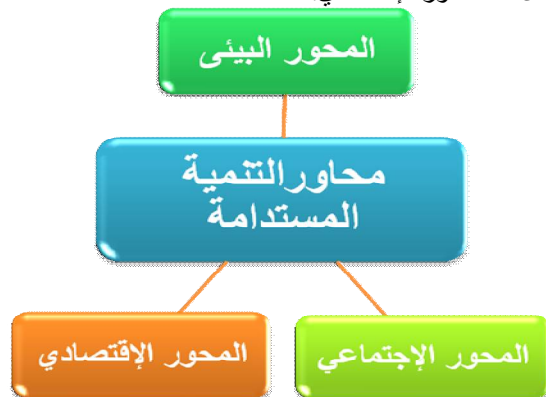 المحور البيئى
محاورالتنمية
المستدامة
المحور الإجتماعي
المحور الإقتصادي